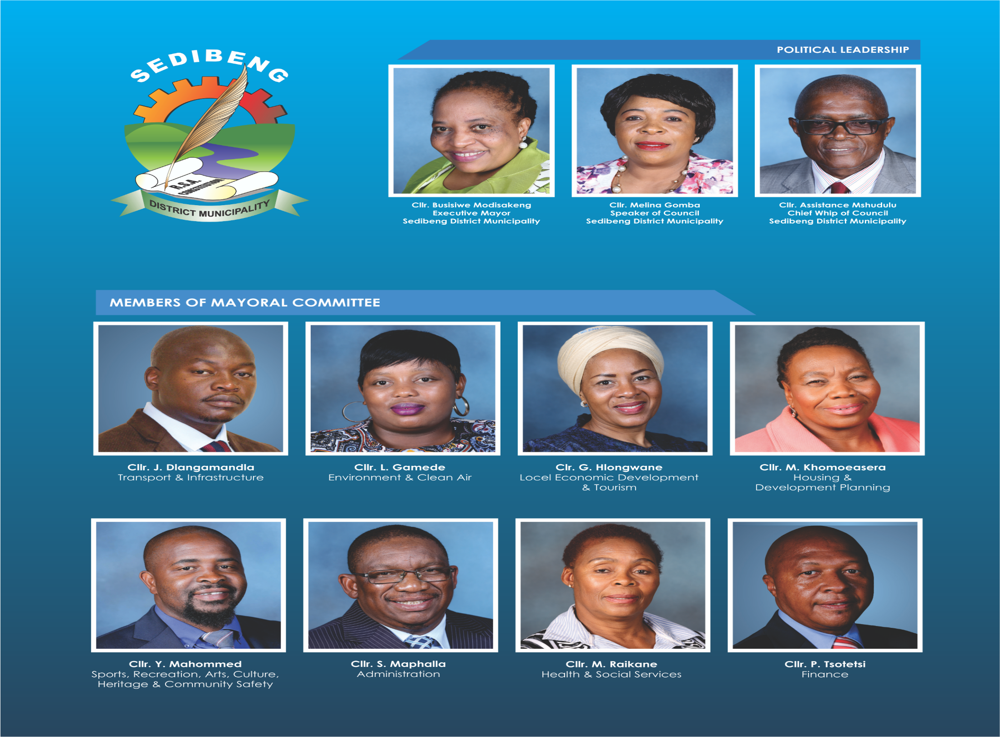 SEDIBENG
R.S.A.
CONSTITUTION
DISTRICT MUNICIPALITY
POLITICAL LEADERSHIP
Cllr. Busisiwe Modisakeng
Executive Mayor
Sedibeng District Municipality
Cllr. Melina Gomba
Speaker of Council
Sedibeng District Municipality
Cllr. Assistance Mshudulu
Chief Whip of Council
Sedibeng District Municipality
MEMBERS OF MAYORAL COMMITTEE
Cllr. J. Dlangamandla
Transport & Infrastructure
Cllr. L. Gamede
Environment & Clean Air
Clr. G. Hlongwane
Locel Economic Development
& Tourism
Cllr. M. Khomoeasera
Housing &
Development Planning
Cllr. Y. Mahommed
Sports, Recreation, Arts, Culture,
Heritage & Community Safety
Cllr. S. Maphalla
Administration
Cllr. M. Raikane
Health & Social Services
Cllr. P. Tsotetsi
Finance